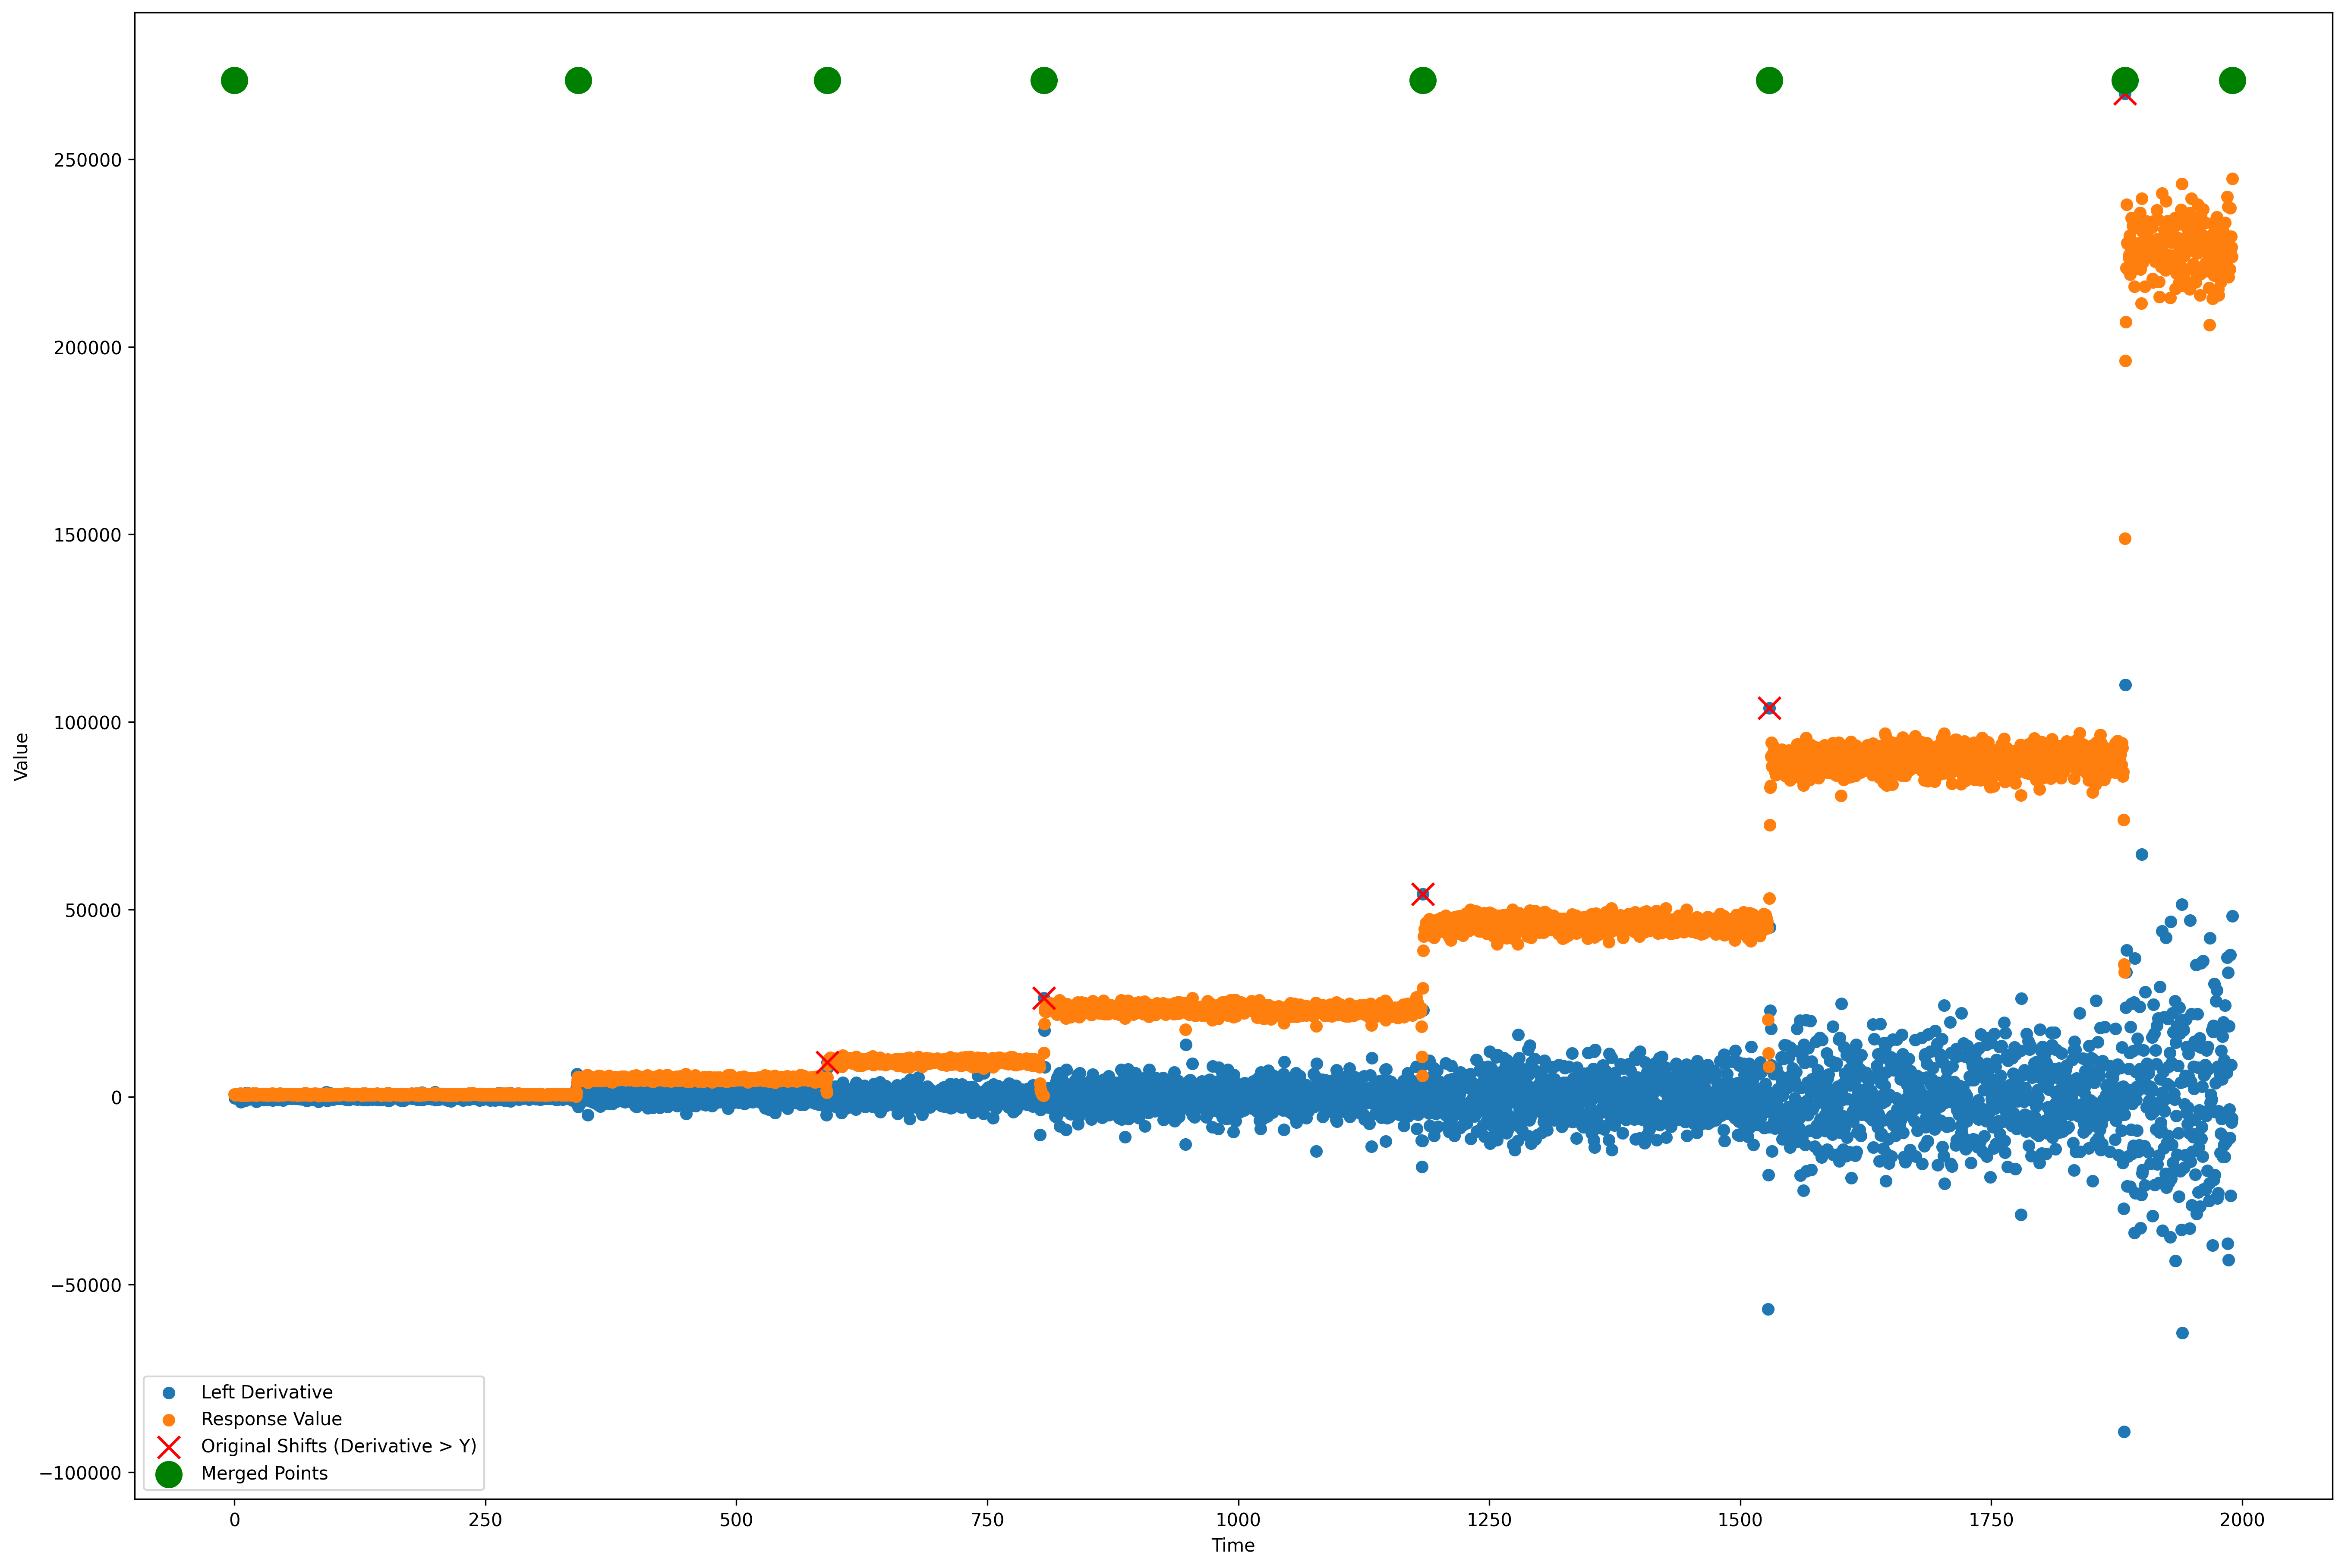 250000
200000
150000
100000
50000
0
−50000
−100000
Value
Left Derivative
Response Value
Original Shifts (Derivative > Y)
Merged Points
0 250 500 750 1000 1250 1500 1750 2000
Time